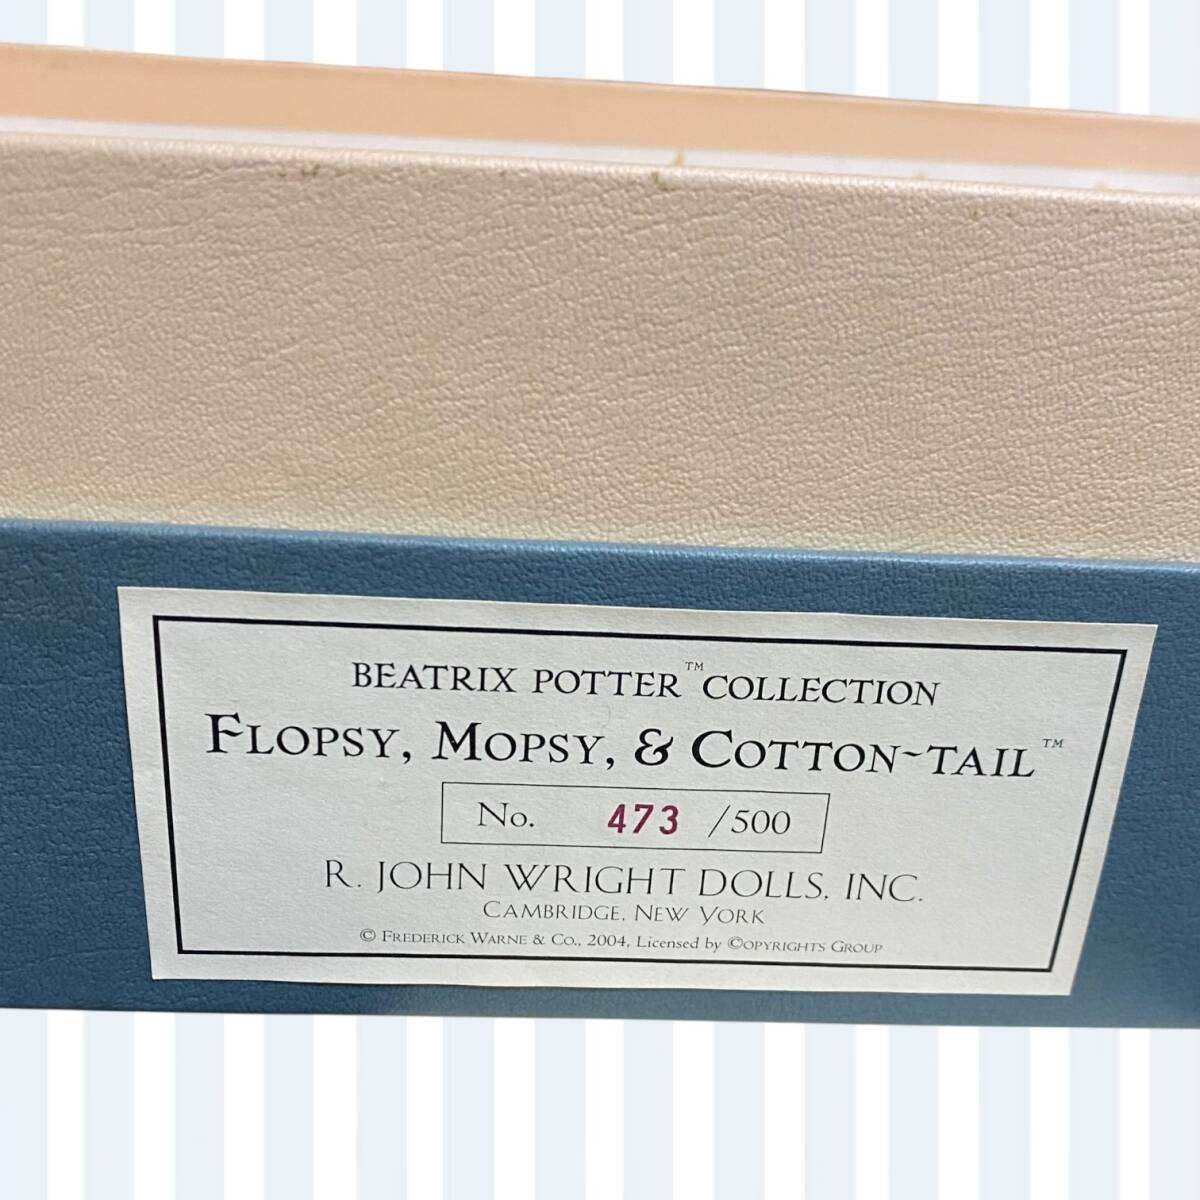 BEATRIX POTTER™ COLLECTION
FLOPSY, MOPSY, & COTTON-TAIL™
No. 473 /500
R. JOHN WRIGHT DOLLS, INC.
CAMBRIDGE, NEW YORK
© FREDERICK WARNE & CO., 2004, Licensed by ©OPYRIGHTS GROUP